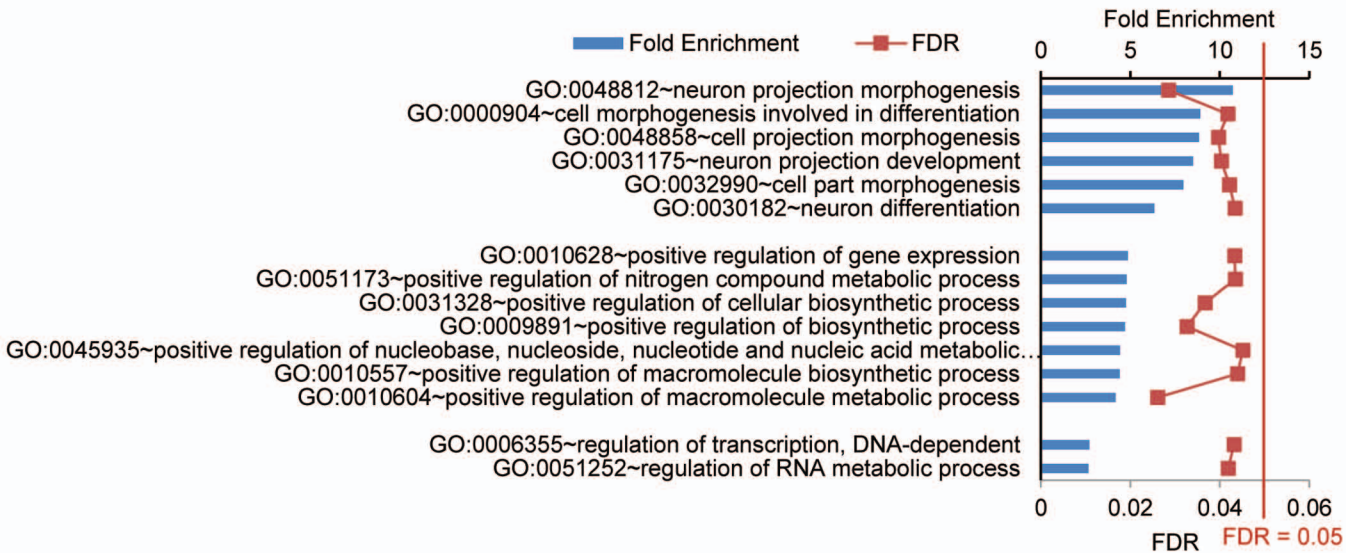 Fold Enrichment
Fold Enrichment FDR
0 5 10 15
GO:0048812~neuron projection morphogenesis
GO:0000904~cell morphogenesis involved in differentiation
GO:0048858~cell projection morphogenesis
GO:0031175~neuron projection development
GO:0032990~cell part morphogenesis
GO:0030182~neuron differentiation
GO:0010628~positive regulation of gene expression
GO:0051173~positive regulation of nitrogen compound metabolic process
GO:0031328~positive regulation of cellular biosynthetic process
GO:0009891~positive regulation of biosynthetic process
GO:0045935~positive regulation of nucleobase, nucleoside, nucleotide and nucleic acid metabolic...
GO:0010557~positive regulation of macromolecule biosynthetic process
GO:0010604~positive regulation of macromolecule metabolic process
GO:0006355~regulation of transcription, DNA-dependent
GO:0051252~regulation of RNA metabolic process
0 0.02 0.04 0.06
FDR FDR = 0.05